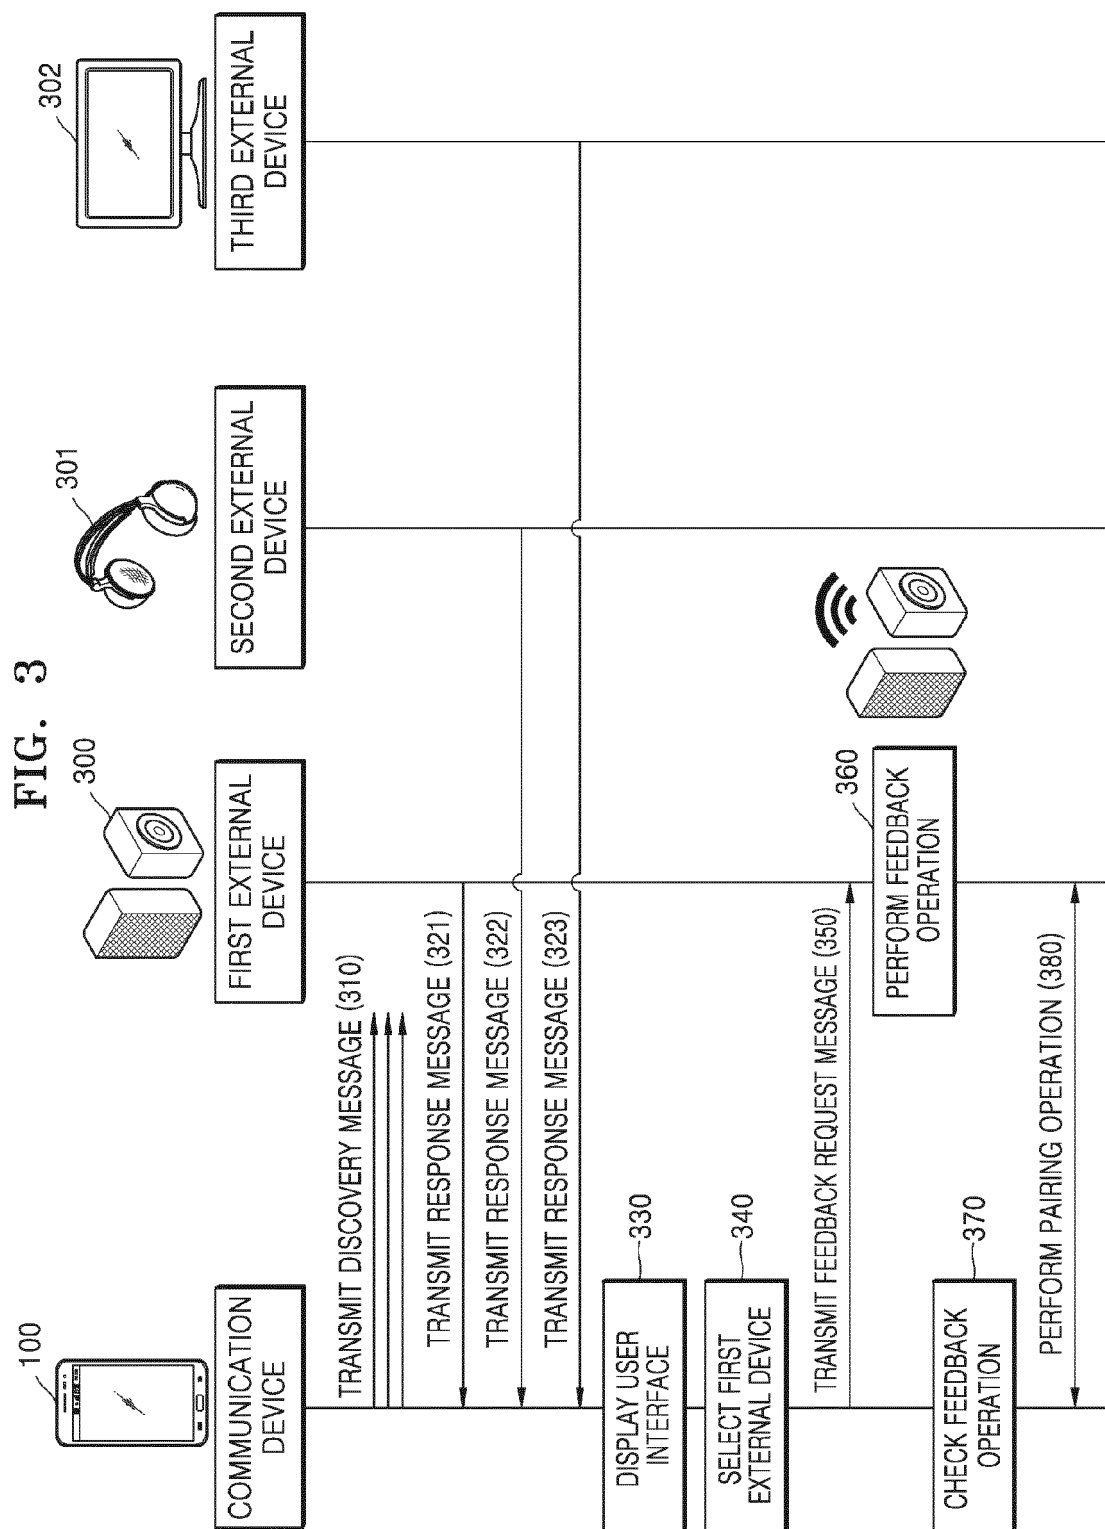 FIG. 3
100
300
301
302
COMMUNICATION
DEVICE
FIRST EXTERNAL
DEVICE
SECOND EXTERNAL
DEVICE
THIRD EXTERNAL
DEVICE
TRANSMIT DISCOVERY MESSAGE (310)
TRANSMIT RESPONSE MESSAGE (321)
TRANSMIT RESPONSE MESSAGE (322)
TRANSMIT RESPONSE MESSAGE (323)
DISPLAY USER
INTERFACE
330
SELECT FIRST
EXTERNAL DEVICE
340
TRANSMIT FEEDBACK REQUEST MESSAGE (350)
360
PERFORM FEEDBACK
OPERATION
CHECK FEEDBACK
OPERATION
370
PERFORM PAIRING OPERATION (380)